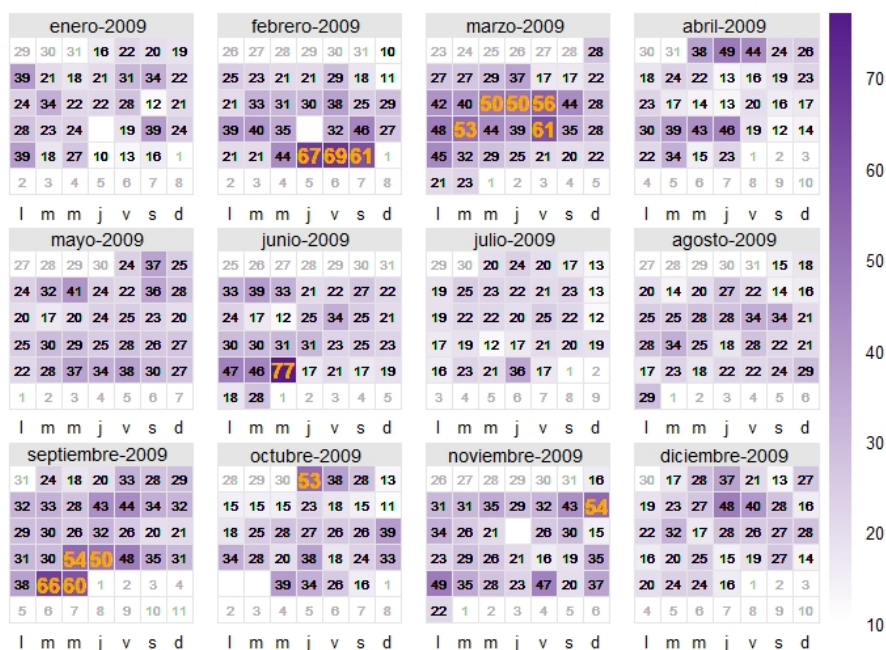 enero-2009
29 30 31 16 22 20 19
39 21 18 21 31 34 22
24 34 22 22 28 12 21
28 23 24 19 39 24
39 18 27 10 13 16 1
2 3 4 5 6 7 8
l m m j v s d
febrero-2009
26 27 28 29 30 31 10
25 23 21 21 29 18 11
21 33 31 30 38 25 29
39 40 35 32 46 27
21 21 44 67 69 61 1
2 3 4 5 6 7 8
l m m j v s d
marzo-2009
23 24 25 26 27 28 28
27 27 29 37 17 17 22
42 40 50 50 56 44 28
48 53 44 39 61 35 28
45 32 29 25 21 20 22
21 23 1 2 3 4 5
l m m j v s d
abril-2009
30 31 38 49 44 24 26
18 24 22 13 16 19 23
23 17 14 13 20 16 17
30 39 43 46 19 12 14
22 34 15 23 1 2 3
4 5 6 7 8 9 10
l m m j v s d
mayo-2009
27 28 29 30 24 37 25
24 32 41 24 22 36 28
20 17 20 24 25 23 20
25 30 29 25 28 26 27
22 28 37 34 38 30 27
1 2 3 4 5 6 7
l m m j v s d
junio-2009
25 26 27 28 29 30 31
33 39 33 21 22 27 22
24 17 12 25 34 25 21
30 30 31 31 23 25 23
47 46 77 17 21 17 19
18 28 1 2 3 4 5
l m m j v s d
julio-2009
29 30 20 24 20 17 13
19 25 23 22 21 23 13
22 22 20 25 22 22 12
17 19 12 17 21 20 19
16 23 21 36 17 1 2
3 4 5 6 7 8 9
l m m j v s d
agosto-2009
27 28 29 30 31 15 18
20 14 20 27 22 14 16
25 25 28 28 34 34 21
28 34 25 18 28 22 21
17 23 18 22 22 24 29
29 1 2 3 4 5 6
l m m j v s d
septiembre-2009
31 24 18 20 33 28 29
32 33 28 43 44 34 32
29 30 26 32 26 20 21
31 30 54 50 48 35 31
38 66 60 1 2 3 4
5 6 7 8 9 10 11
l m m j v s d
octubre-2009
28 29 30 53 38 28 13
15 15 15 23 18 15 11
18 25 28 27 26 26 39
34 28 20 38 18 24 33
39 34 26 16 1
2 3 4 5 6 7 8
l m m j v s d
noviembre-2009
26 27 28 29 30 31 16
31 31 35 29 32 43 54
34 26 21 29 30 15
23 29 26 21 16 19 35
49 35 28 23 47 20 37
22 1 2 3 4 5 6
l m m j v s d
diciembre-2009
30 17 28 37 21 13 27
19 23 27 48 40 28 16
22 32 17 28 26 27 28
16 20 25 15 19 27 14
20 24 24 16 1 2 3
4 5 6 7 8 9 10
l m m j v s d
70
60
50
40
30
20
10